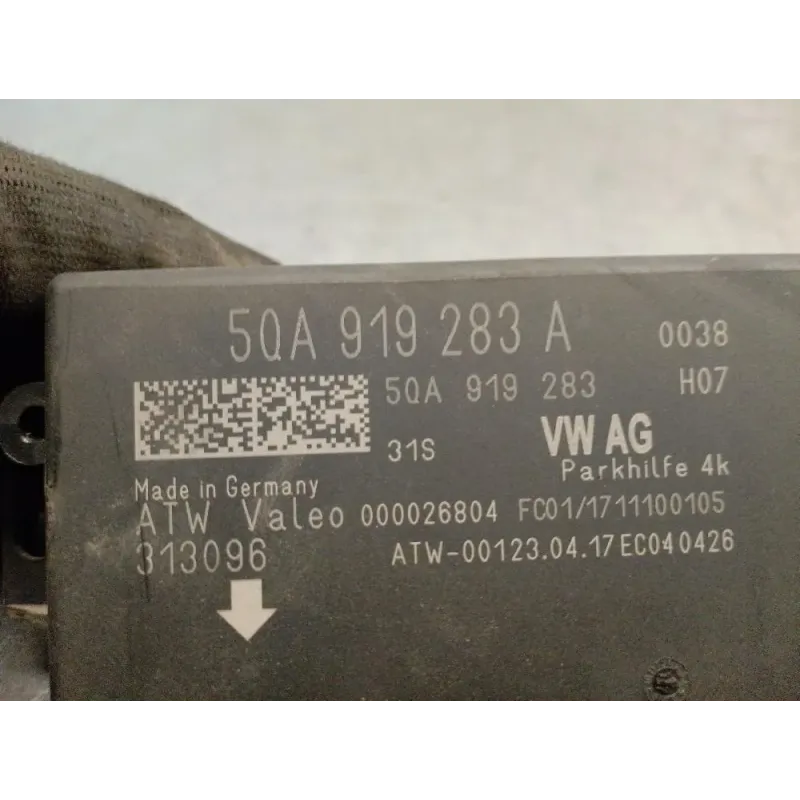 5QA 919 283 A 0038
5QA 919 283 H07
31S VW AG
Parkhilfe 4k
Made in Germany
ATW Valeo 000026804 FC01/1711100105
313096 ATW-00123.04.17EC040426